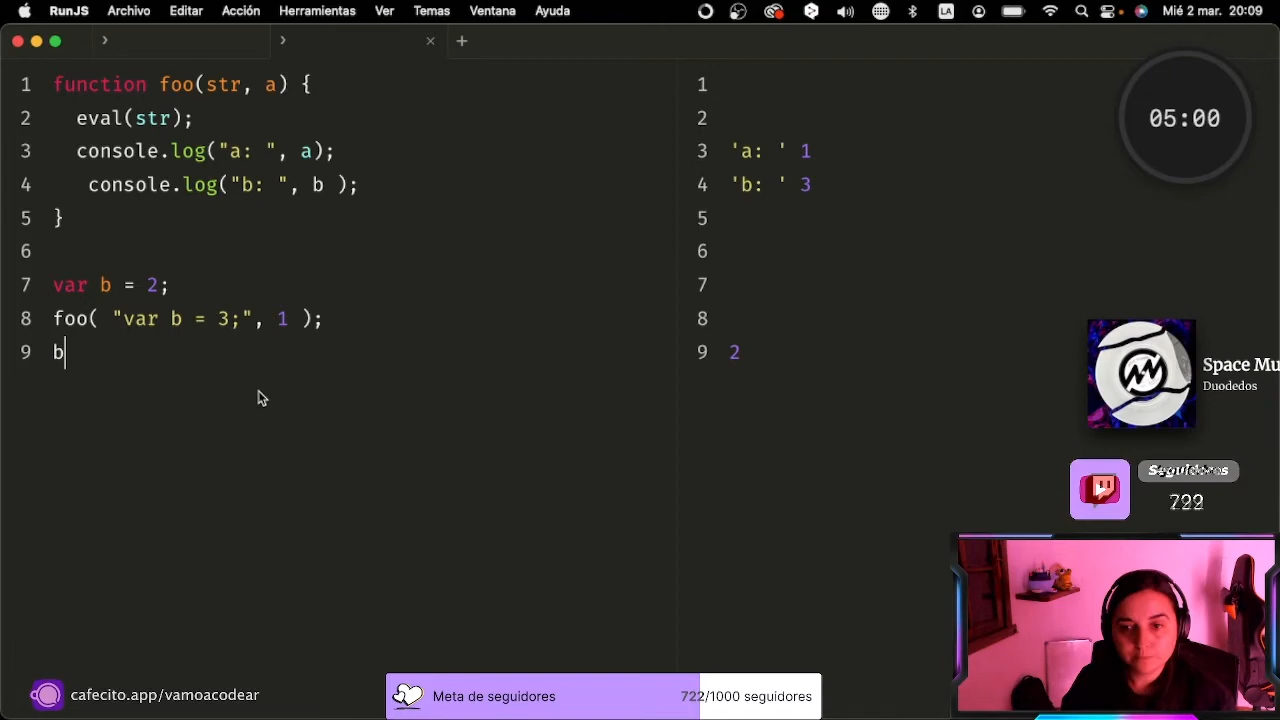 RunJS Archivo Editar Acción Herramientas Ver Temas Ventana Ayuda LA Mié 2 mar. 20:09
1 function foo(str, a) {
2 eval(str);
3 console.log("a: ", a);
4 console.log("b: ", b );
5 }
6
7 var b = 2;
8 foo( "var b = 3;", 1 );
9 b
1
2
3 'a: ' 1
4 'b: ' 3
5
6
7
8
9 2
05:00
Space Mu
Duodedos
Seguidores
722
cafecito.app/vamoacodear
Meta de seguidores 722/1000 seguidores